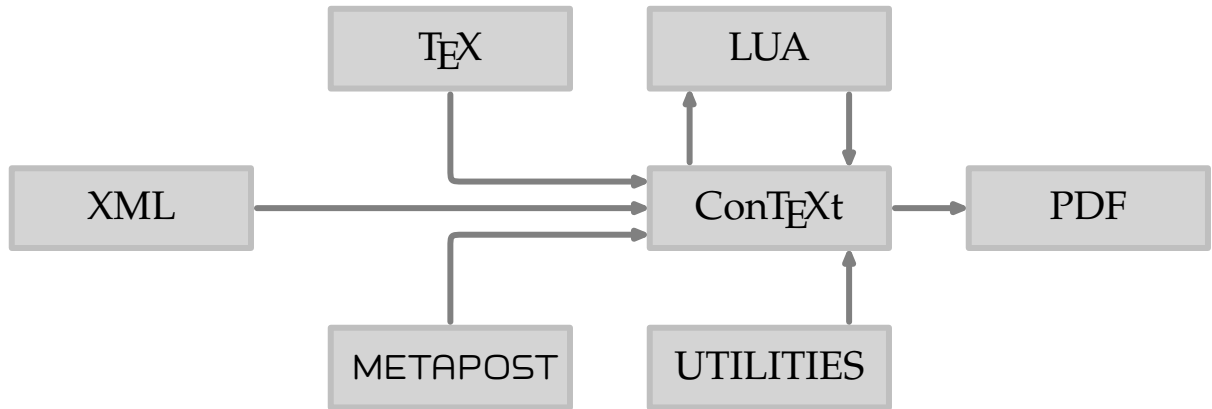 TEX
LUA
XML
ConTEXt
PDF
METAPOST
UTILITIES